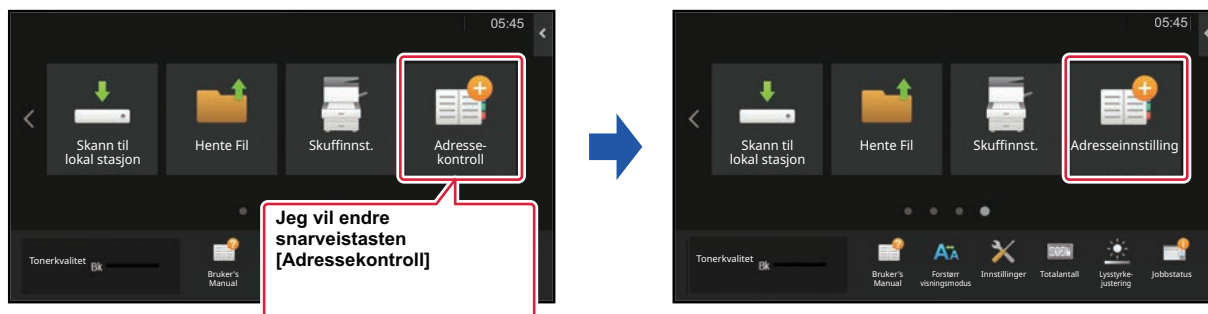 05:45
Skann til
lokal stasjon
Hente Fil
Skuffinnst.
Adresse-
kontroll
Jeg vil endre
snarveistasten
[Adressekontroll]
Tonerkvalitet
Bk
Bruker's
Manual
05:45
Skann til
lokal stasjon
Hente Fil
Skuffinnst.
Adresseinnstilling
Tonerkvalitet
Bk
Bruker's
Manual
Forstørr
visningsmodus
Innstillinger
Totalantall
Lysstyrke-
justering
Jobbstatus